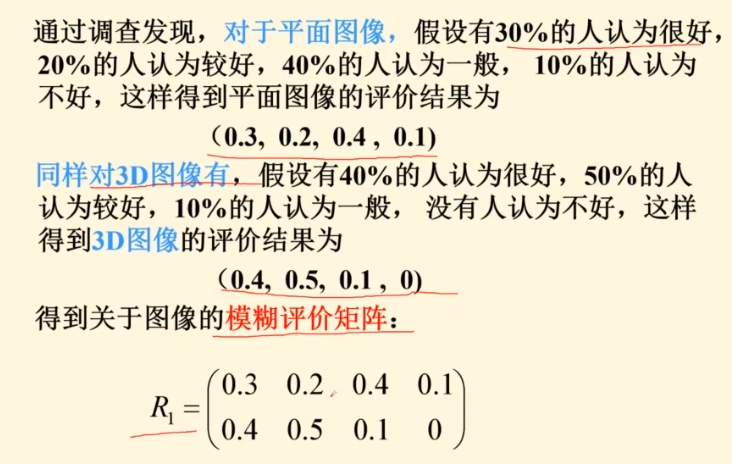 通过调查发现，对于平面图像，假设有30%的人认为很好，
20%的人认为较好，40%的人认为一般， 10%的人认为
不好，这样得到平面图像的评价结果为
（0.3, 0.2, 0.4 , 0.1)
同样对3D图像有，假设有40%的人认为很好，50%的人
认为较好，10%的人认为一般， 没有人认为不好，这样
得到3D图像的评价结果为
（0.4, 0.5, 0.1 , 0)
得到关于图像的模糊评价矩阵：
R₁ = (0.3 0.2 0.4 0.1
0.4 0.5 0.1 0)